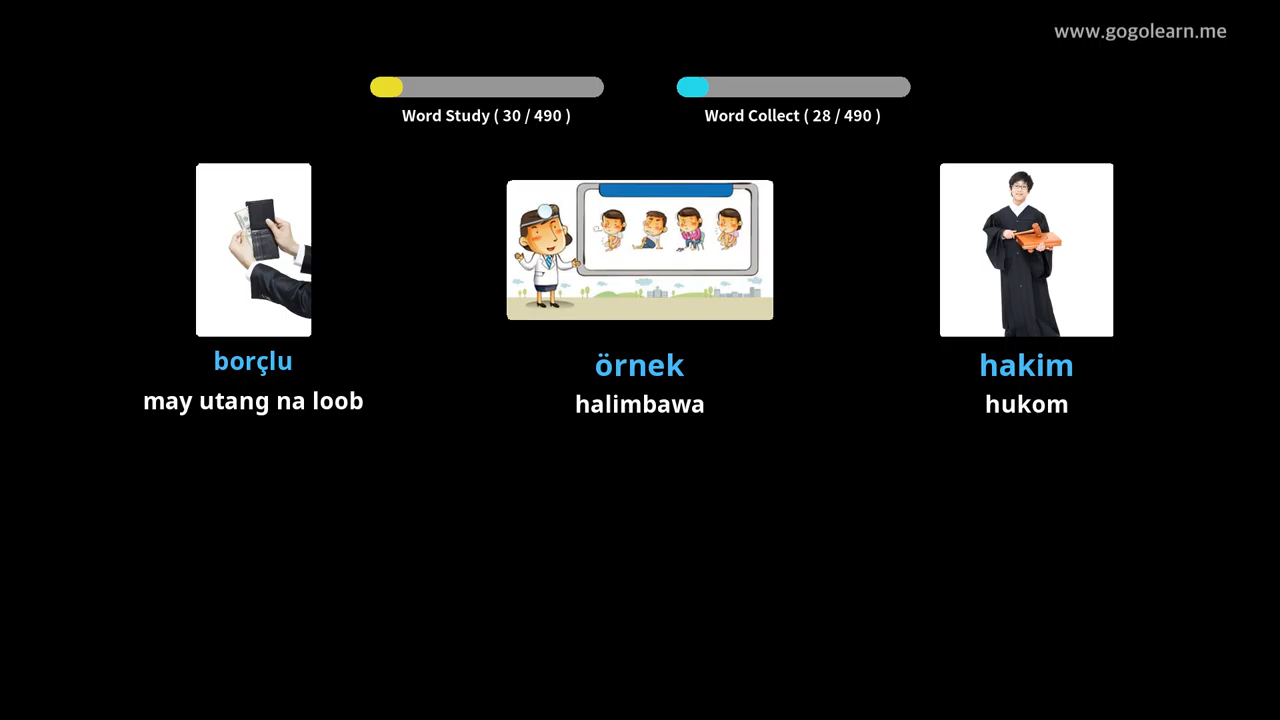 www.gogolearn.me
Word Study ( 30 / 490 )
Word Collect ( 28 / 490 )
borçlu
may utang na loob
örnek
halimbawa
hakim
hukom